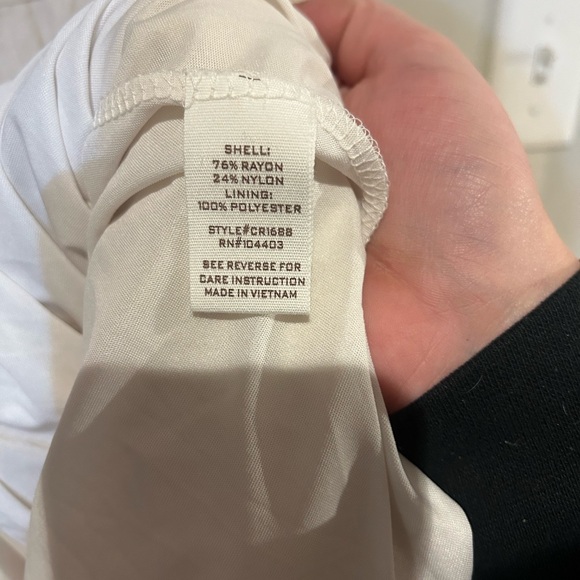 SHELL:
76% RAYON
24% NYLON
LINING:
100% POLYESTER
STYLE#CR1688
RN#104403
SEE REVERSE FOR
CARE INSTRUCTION
MADE IN VIETNAM